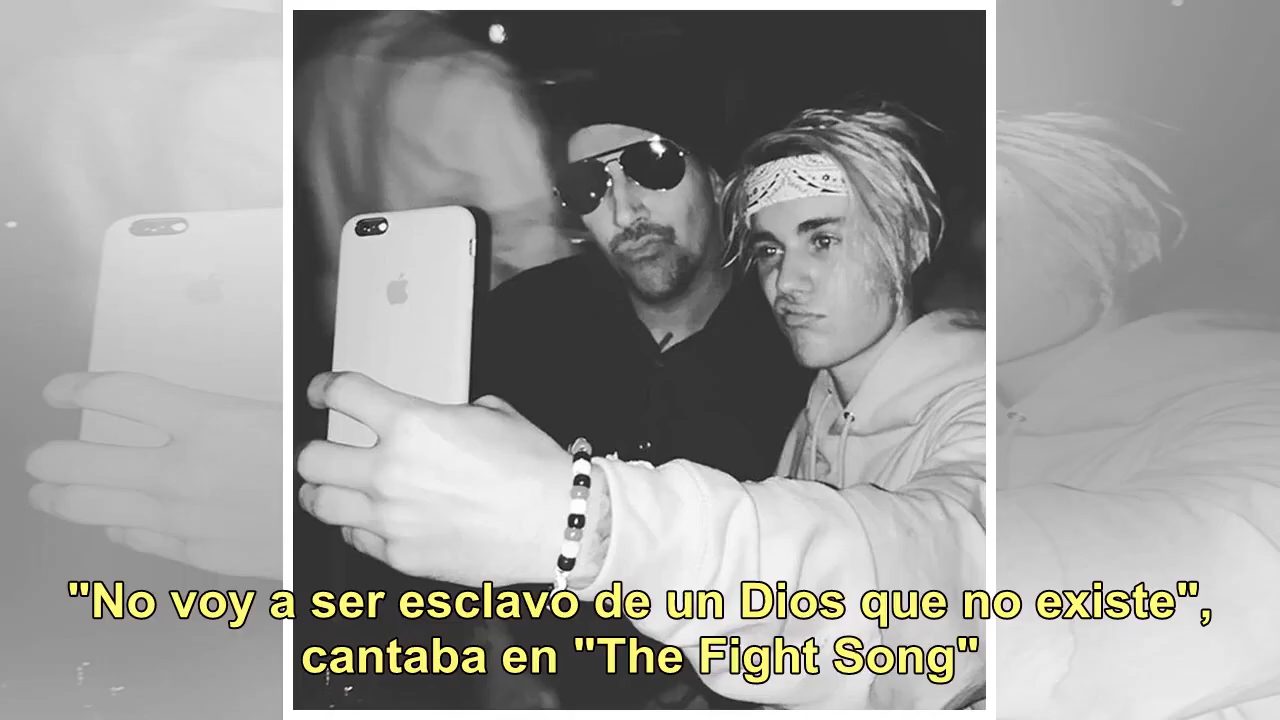 "No voy a ser esclavo de un Dios que no existe",
cantaba en "The Fight Song"